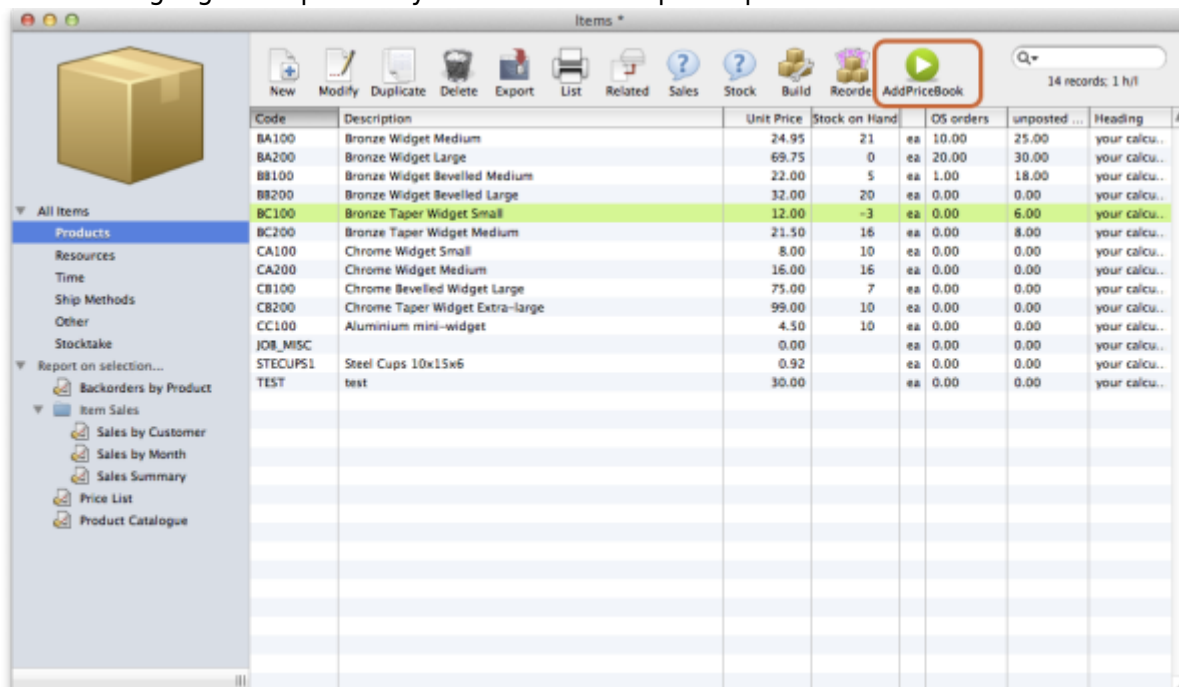 Items *
New Modify Duplicate Delete Export List Related Sales Stock Build Reorde AddPriceBook
14 records; 1 h/l
Code Description Unit Price Stock on Hand OS orders unposted ... Heading
BA100 Bronze Widget Medium 24.95 21 ea 10.00 25.00 your calcu..
BA200 Bronze Widget Large 69.75 0 ea 20.00 30.00 your calcu..
BB100 Bronze Widget Bevelled Medium 22.00 5 ea 1.00 18.00 your calcu..
BB200 Bronze Widget Bevelled Large 32.00 20 ea 0.00 0.00 your calcu..
BC100 Bronze Taper Widget Small 12.00 -3 ea 0.00 6.00 your calcu..
BC200 Bronze Taper Widget Medium 21.50 16 ea 0.00 8.00 your calcu..
CA100 Chrome Widget Small 8.00 10 ea 0.00 0.00 your calcu..
CA200 Chrome Widget Medium 16.00 16 ea 0.00 0.00 your calcu..
CB100 Chrome Bevelled Widget Large 75.00 7 ea 0.00 0.00 your calcu..
CB200 Chrome Taper Widget Extra-large 99.00 10 ea 0.00 0.00 your calcu..
CC100 Aluminium mini-widget 4.50 10 ea 0.00 0.00 your calcu..
JOB_MISC 0.00 ea 0.00 0.00 your calcu..
STECUPS1 Steel Cups 10x15x6 0.92 ea 0.00 0.00 your calcu..
TEST test 30.00 ea 0.00 0.00 your calcu..
All Items
Products
Resources
Time
Ship Methods
Other
Stocktake
Report on selection...
Backorders by Product
Item Sales
Sales by Customer
Sales by Month
Sales Summary
Price List
Product Catalogue